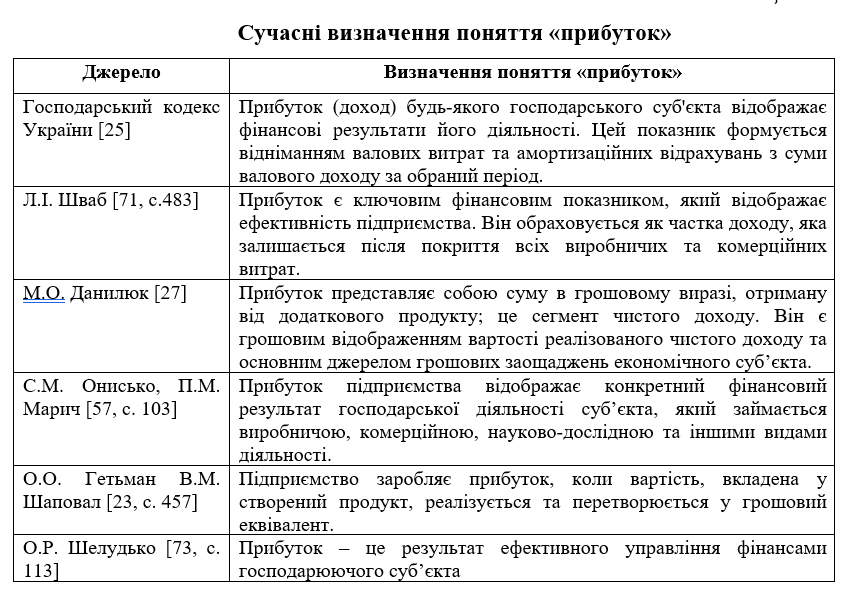 Сучасні визначення поняття «прибуток»
Джерело
Визначення поняття «прибуток»
Господарський кодекс
України [25]
Прибуток (доход) будь-якого господарського суб'єкта відображає
фінансові результати його діяльності. Цей показник формується
відніманням валових витрат та амортизаційних відрахувань з суми
валового доходу за обраний період.
Л.І. Шваб [71, с.483]
Прибуток є ключовим фінансовим показником, який відображає
ефективність підприємства. Він обраховується як частка доходу, яка
залишається після покриття всіх виробничих та комерційних
витрат.
М.О. Данилюк [27]
Прибуток представляє собою суму в грошовому виразі, отриману
від додаткового продукту; це сегмент чистого доходу. Він є
грошовим відображенням вартості реалізованого чистого доходу та
основним джерелом грошових заощаджень економічного суб’єкта.
С.М. Онисько, П.М.
Марич [57, с. 103]
Прибуток підприємства відображає конкретний фінансовий
результат господарської діяльності суб’єкта, який займається
виробничою, комерційною, науково-дослідною та іншими видами
діяльності.
О.О. Гетьман В.М.
Шаповал [23, с. 457]
Підприємство заробляє прибуток, коли вартість, вкладена у
створений продукт, реалізується та перетворюється у грошовий
еквівалент.
О.Р. Шелудько [73, с.
113]
Прибуток – це результат ефективного управління фінансами
господарюючого суб’єкта